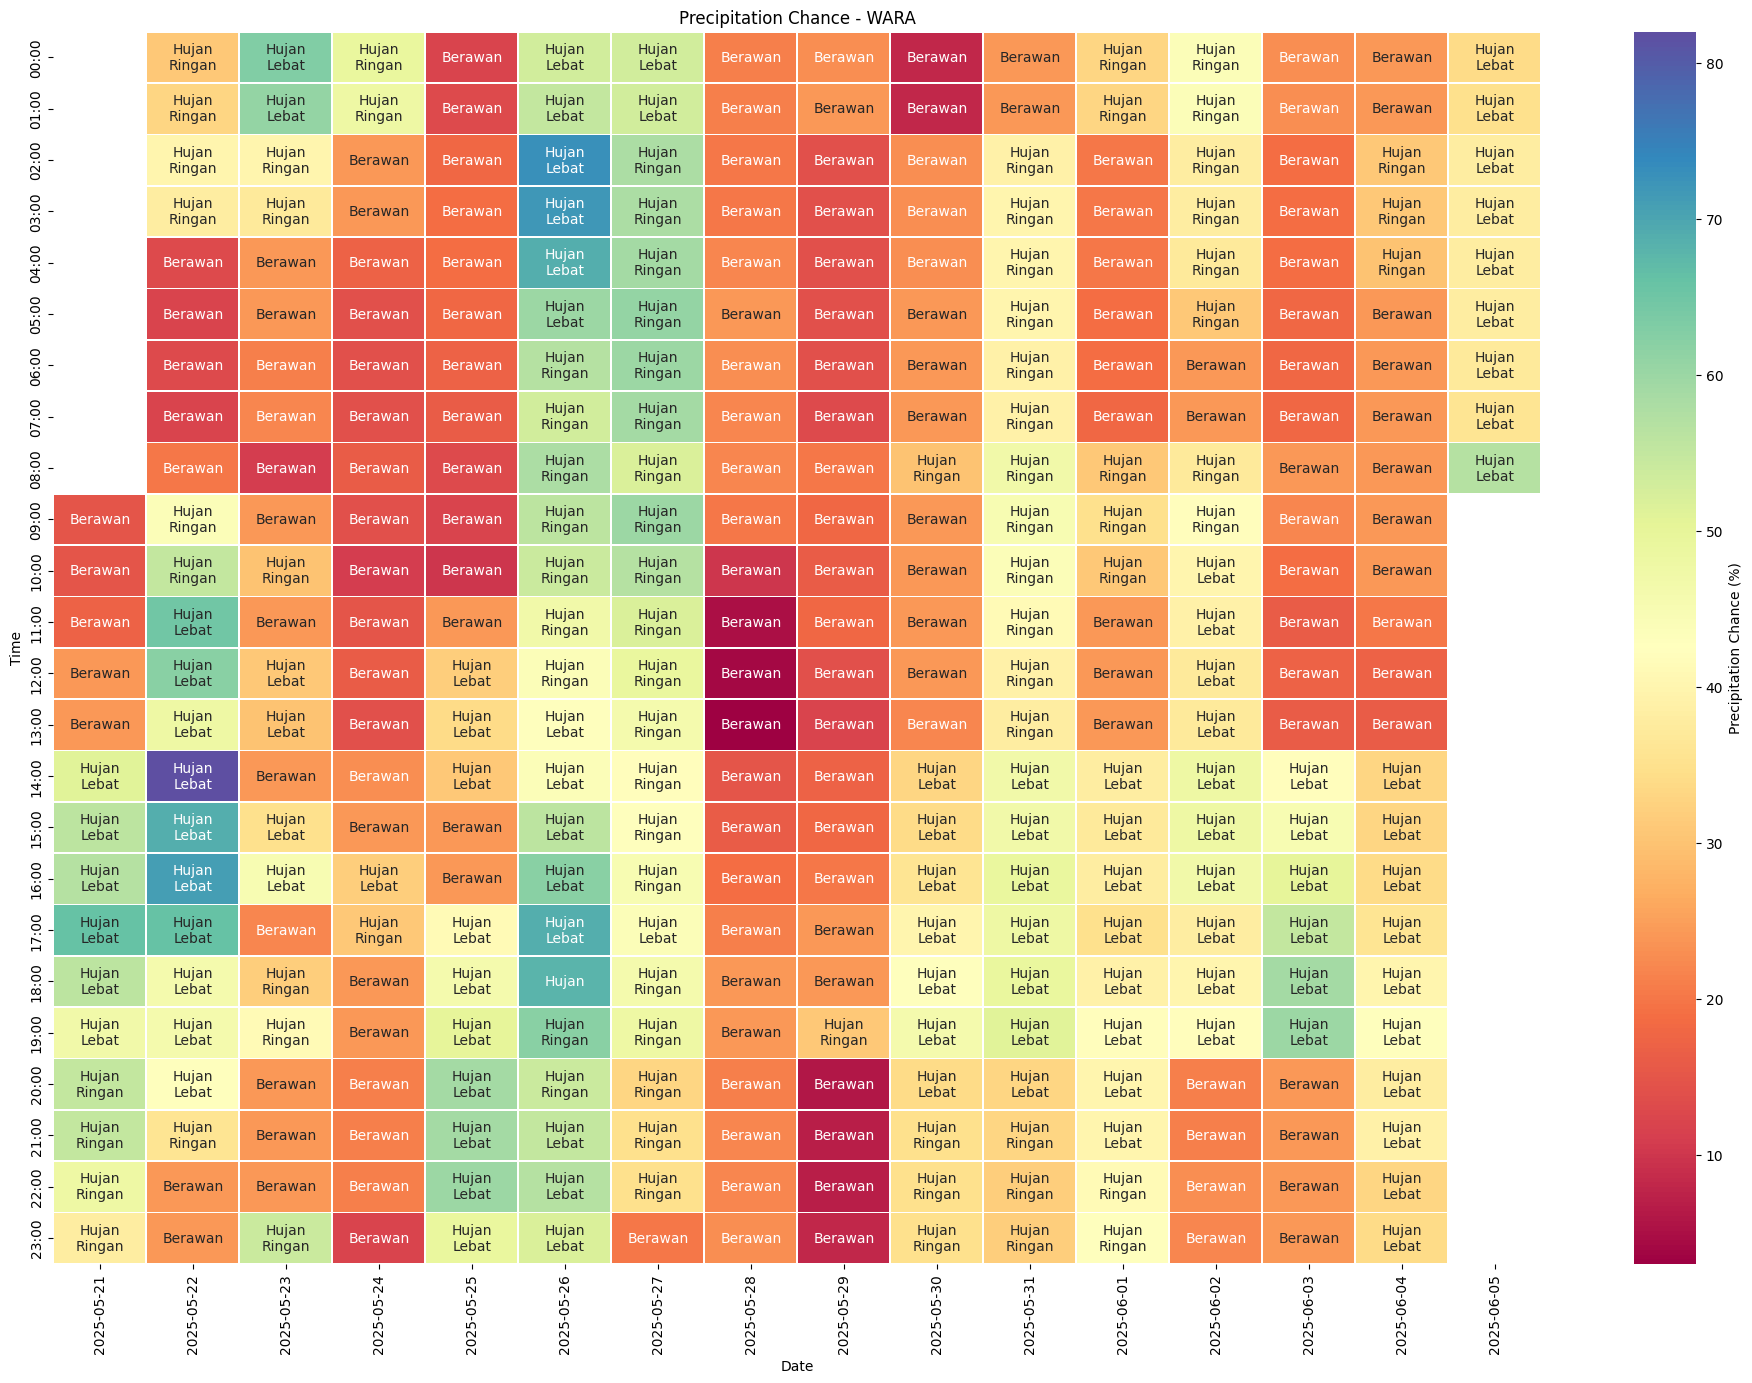 Precipitation Chance - WARA
00:00 Hujan Ringan Hujan Lebat Hujan Ringan Berawan Hujan Lebat Hujan Lebat Berawan Berawan Berawan Berawan Hujan Ringan Hujan Ringan Berawan Berawan Hujan Lebat
01:00 Hujan Ringan Hujan Lebat Hujan Ringan Berawan Hujan Lebat Hujan Lebat Berawan Berawan Berawan Berawan Hujan Ringan Hujan Ringan Berawan Berawan Hujan Lebat
02:00 Hujan Ringan Hujan Ringan Berawan Berawan Hujan Lebat Hujan Ringan Berawan Berawan Berawan Hujan Ringan Berawan Hujan Ringan Berawan Hujan Ringan Hujan Lebat
03:00 Hujan Ringan Hujan Ringan Berawan Berawan Hujan Lebat Hujan Ringan Berawan Berawan Berawan Hujan Ringan Berawan Hujan Ringan Berawan Hujan Ringan Hujan Lebat
04:00 Berawan Berawan Berawan Berawan Hujan Lebat Hujan Ringan Berawan Berawan Berawan Hujan Ringan Berawan Hujan Ringan Berawan Hujan Ringan Hujan Lebat
05:00 Berawan Berawan Berawan Berawan Hujan Lebat Hujan Ringan Berawan Berawan Berawan Hujan Ringan Berawan Hujan Ringan Berawan Berawan Hujan Lebat
06:00 Berawan Berawan Berawan Berawan Hujan Ringan Hujan Ringan Berawan Berawan Berawan Hujan Ringan Berawan Berawan Berawan Berawan Hujan Lebat
07:00 Berawan Berawan Berawan Berawan Hujan Ringan Hujan Ringan Berawan Berawan Berawan Hujan Ringan Berawan Berawan Berawan Berawan Hujan Lebat
08:00 Berawan Berawan Berawan Berawan Hujan Ringan Hujan Ringan Berawan Berawan Hujan Ringan Hujan Ringan Hujan Ringan Hujan Ringan Berawan Berawan Hujan Lebat
09:00 Berawan Hujan Ringan Berawan Berawan Berawan Hujan Ringan Hujan Ringan Berawan Berawan Berawan Hujan Ringan Hujan Ringan Hujan Ringan Berawan Berawan
10:00 Berawan Hujan Ringan Hujan Ringan Berawan Berawan Hujan Ringan Hujan Ringan Berawan Berawan Berawan Hujan Ringan Hujan Ringan Hujan Lebat Berawan Berawan
11:00 Berawan Hujan Lebat Berawan Berawan Berawan Hujan Ringan Hujan Ringan Berawan Berawan Berawan Hujan Ringan Berawan Hujan Lebat Berawan Berawan
12:00 Berawan Hujan Lebat Hujan Lebat Berawan Hujan Lebat Hujan Ringan Hujan Ringan Berawan Berawan Berawan Hujan Ringan Berawan Hujan Lebat Berawan Berawan
13:00 Berawan Hujan Lebat Hujan Lebat Berawan Hujan Lebat Hujan Lebat Hujan Ringan Berawan Berawan Berawan Hujan Ringan Berawan Hujan Lebat Berawan Berawan
14:00 Hujan Lebat Hujan Lebat Berawan Berawan Hujan Lebat Hujan Lebat Hujan Ringan Berawan Berawan Hujan Lebat Hujan Lebat Hujan Lebat Hujan Lebat Hujan Lebat Hujan Lebat
15:00 Hujan Lebat Hujan Lebat Hujan Lebat Berawan Berawan Hujan Lebat Hujan Ringan Berawan Berawan Hujan Lebat Hujan Lebat Hujan Lebat Hujan Lebat Hujan Lebat Hujan Lebat
16:00 Hujan Lebat Hujan Lebat Hujan Lebat Hujan Lebat Berawan Hujan Lebat Hujan Ringan Berawan Berawan Hujan Lebat Hujan Lebat Hujan Lebat Hujan Lebat Hujan Lebat Hujan Lebat
17:00 Hujan Lebat Hujan Lebat Berawan Hujan Ringan Hujan Lebat Hujan Lebat Hujan Lebat Berawan Berawan Hujan Lebat Hujan Lebat Hujan Lebat Hujan Lebat Hujan Lebat Hujan Lebat
18:00 Hujan Lebat Hujan Lebat Hujan Ringan Berawan Hujan Lebat Hujan Hujan Ringan Berawan Berawan Hujan Lebat Hujan Lebat Hujan Lebat Hujan Lebat Hujan Lebat Hujan Lebat
19:00 Hujan Lebat Hujan Lebat Hujan Ringan Berawan Hujan Lebat Hujan Ringan Hujan Ringan Berawan Hujan Ringan Hujan Lebat Hujan Lebat Hujan Lebat Hujan Lebat Hujan Lebat Hujan Lebat
20:00 Hujan Ringan Hujan Lebat Berawan Berawan Hujan Lebat Hujan Ringan Hujan Ringan Berawan Berawan Hujan Lebat Hujan Lebat Hujan Lebat Berawan Berawan Hujan Lebat
21:00 Hujan Ringan Hujan Ringan Berawan Berawan Hujan Lebat Hujan Lebat Hujan Ringan Berawan Berawan Hujan Ringan Hujan Ringan Hujan Lebat Berawan Berawan Hujan Lebat
22:00 Hujan Ringan Berawan Berawan Berawan Hujan Lebat Hujan Lebat Hujan Ringan Berawan Berawan Hujan Ringan Hujan Ringan Hujan Ringan Berawan Berawan Hujan Lebat
23:00 Hujan Ringan Berawan Hujan Ringan Berawan Hujan Lebat Hujan Lebat Berawan Berawan Berawan Hujan Ringan Hujan Ringan Hujan Ringan Berawan Berawan Hujan Lebat
Time
2025-05-21 2025-05-22 2025-05-23 2025-05-24 2025-05-25 2025-05-26 2025-05-27 2025-05-28 2025-05-29 2025-05-30 2025-05-31 2025-06-01 2025-06-02 2025-06-03 2025-06-04 2025-06-05
Date
80
70
60
50
40
30
20
10
Precipitation Chance (%)